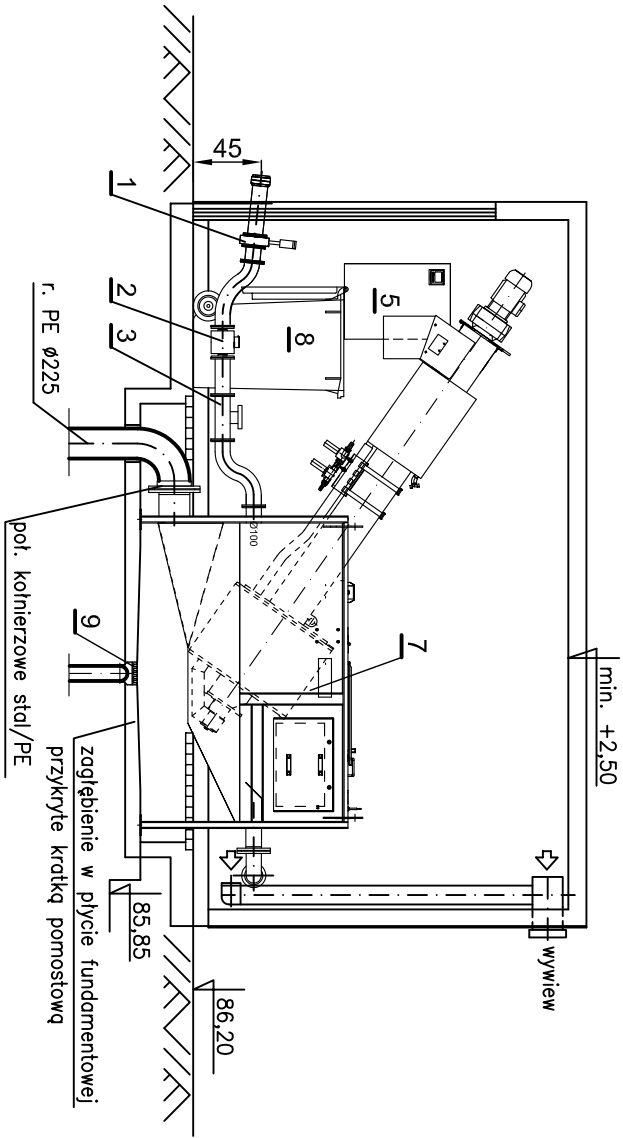 min. +2,50
wywiew
45
1
2
3
5
8
7
9
Ø100
r. PE Ø225
poł. kołnierzowe stal/PE
zagłębienie w płycie fundamentowej
przykryte kratką pomostową
85,85
86,20